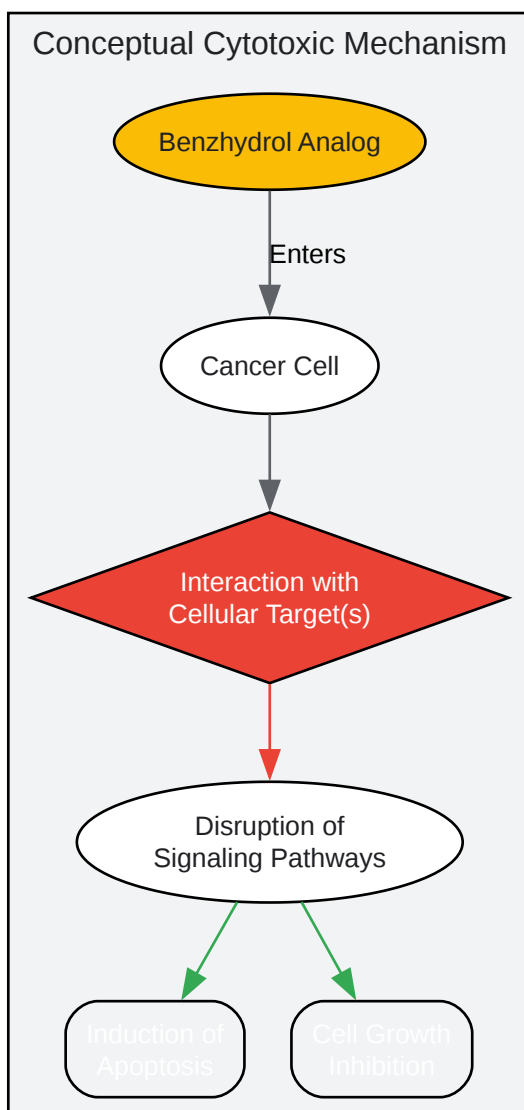 Conceptual Cytotoxic Mechanism
Benzhydrol Analog
Enters
Cancer Cell
Interaction with
Cellular Target(s)
Disruption of
Signaling Pathways
Induction of
Apoptosis
Cell Growth
Inhibition